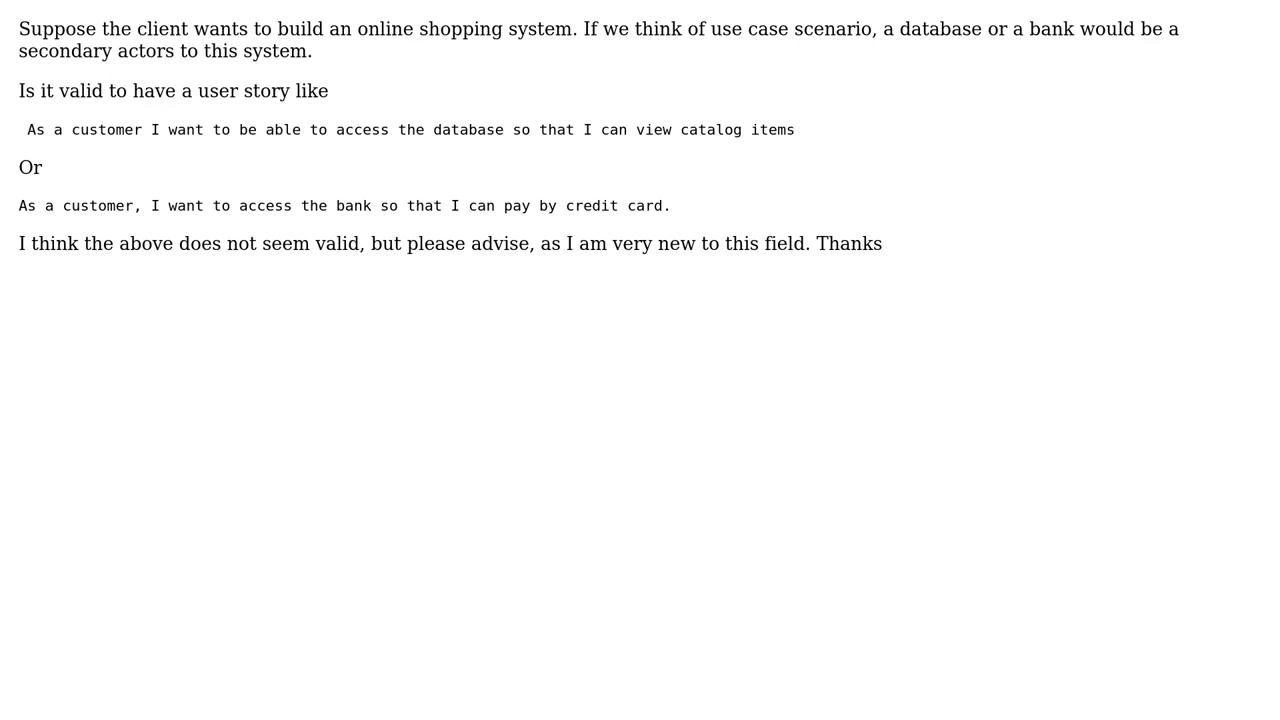 Suppose the client wants to build an online shopping system. If we think of use case scenario, a database or a bank would be a
secondary actors to this system.
Is it valid to have a user story like
As a customer I want to be able to access the database so that I can view catalog items
Or
As a customer, I want to access the bank so that I can pay by credit card.
I think the above does not seem valid, but please advise, as I am very new to this field. Thanks